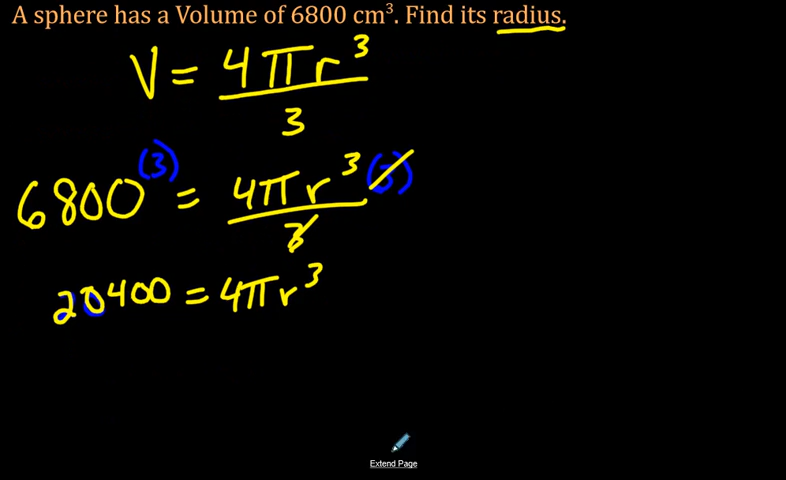 A sphere has a Volume of 6800 cm³. Find its radius.
V = 4πr³/3
6800(3) = 4πr³/3 (3)
20400 = 4πr³
Extend Page